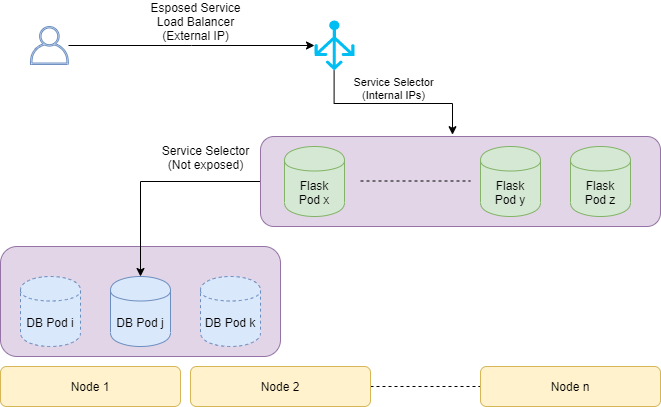 Esposed Service
Load Balancer
(External IP)
Service Selector
(Internal IPs)
Service Selector
(Not exposed)
Flask
Pod x
Flask
Pod y
Flask
Pod z
DB Pod i
DB Pod j
DB Pod k
Node 1
Node 2
Node n